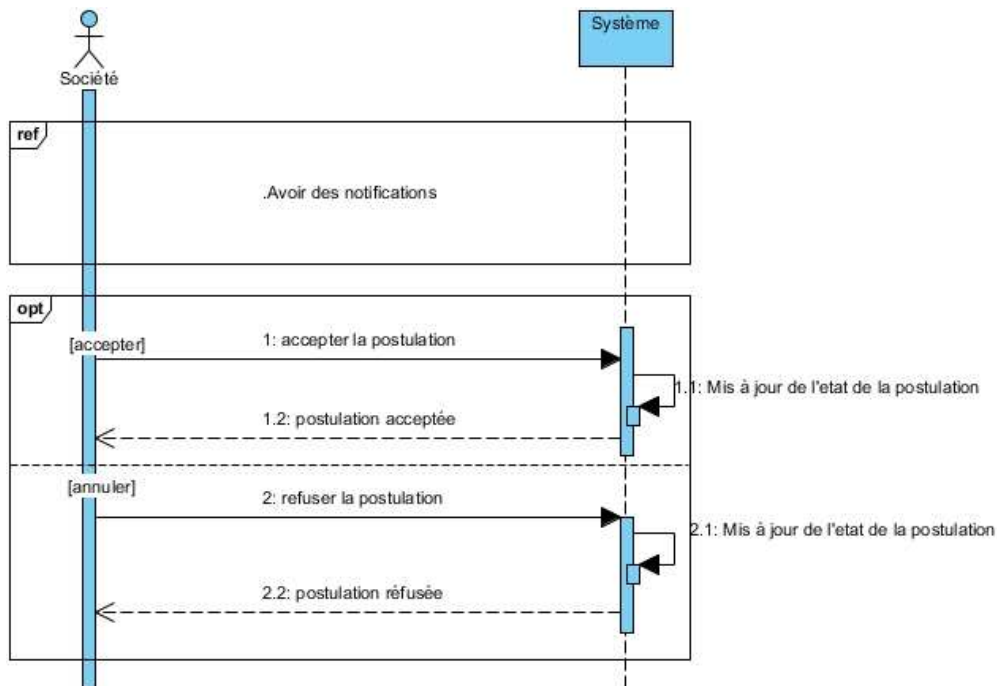 Système
Société
ref
.Avoir des notifications
opt
[accepter]
1: accepter la postulation
1.1: Mis à jour de l'etat de la postulation
1.2: postulation acceptée
[annuler]
2: refuser la postulation
2.1: Mis à jour de l'etat de la postulation
2.2: postulation réfusée